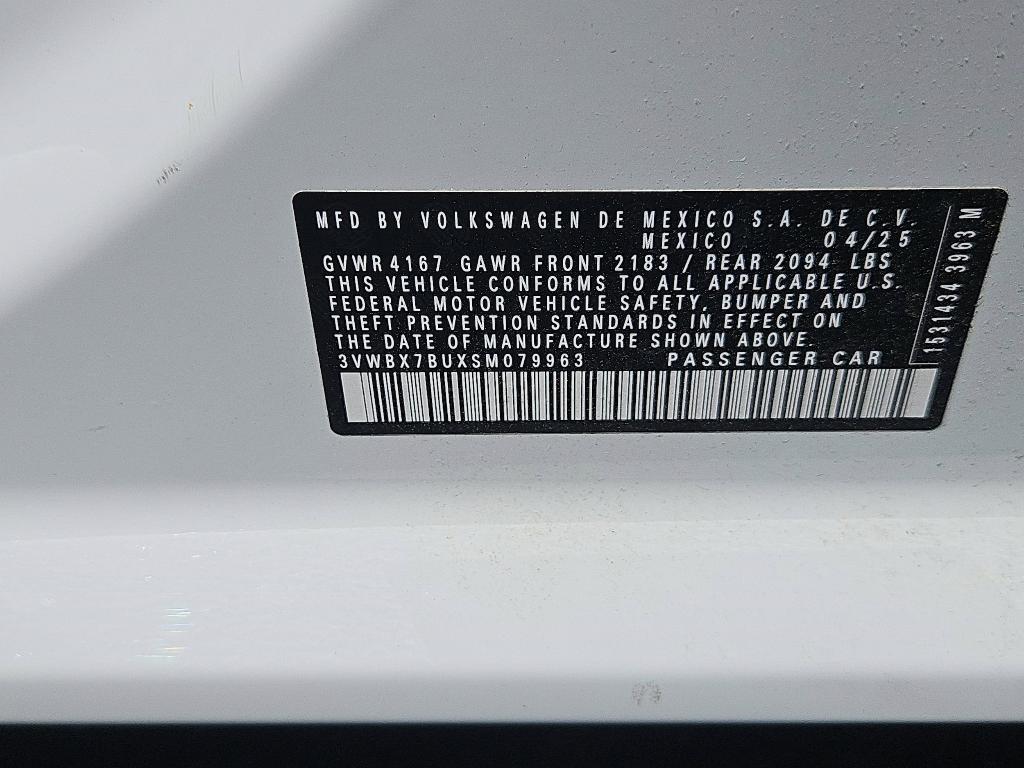 MFD BY VOLKSWAGEN DE MEXICO S.A. DE C.V.
MEXICO 04/25
GVWR 4167 GAWR FRONT 2183 / REAR 2094 LBS
THIS VEHICLE CONFORMS TO ALL APPLICABLE U.S.
FEDERAL MOTOR VEHICLE SAFETY, BUMPER AND
THEFT PREVENTION STANDARDS IN EFFECT ON
THE DATE OF MANUFACTURE SHOWN ABOVE.
3VWBX7BUXSM079963 PASSENGER CAR
1531434 3963 M